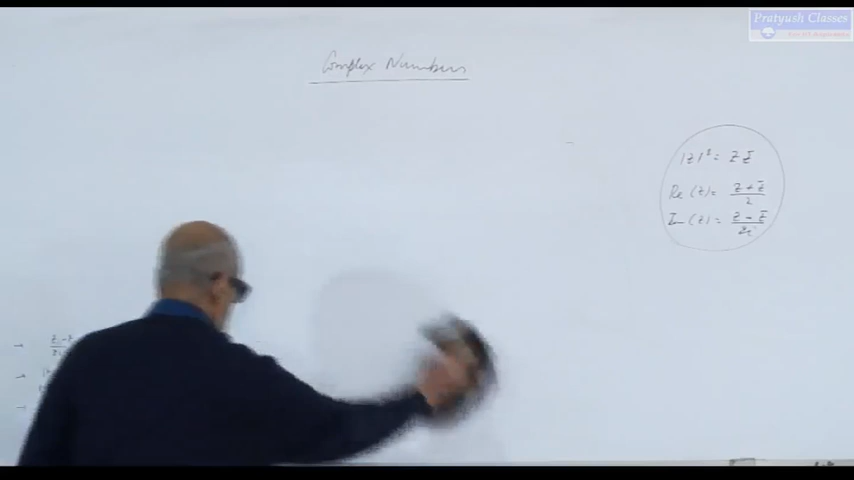 Pratyush Classes
Complex Numbers
|z|² = z z̄
Re (z) = z + z̄ / 2
Im (z) = z - z̄ / 2i